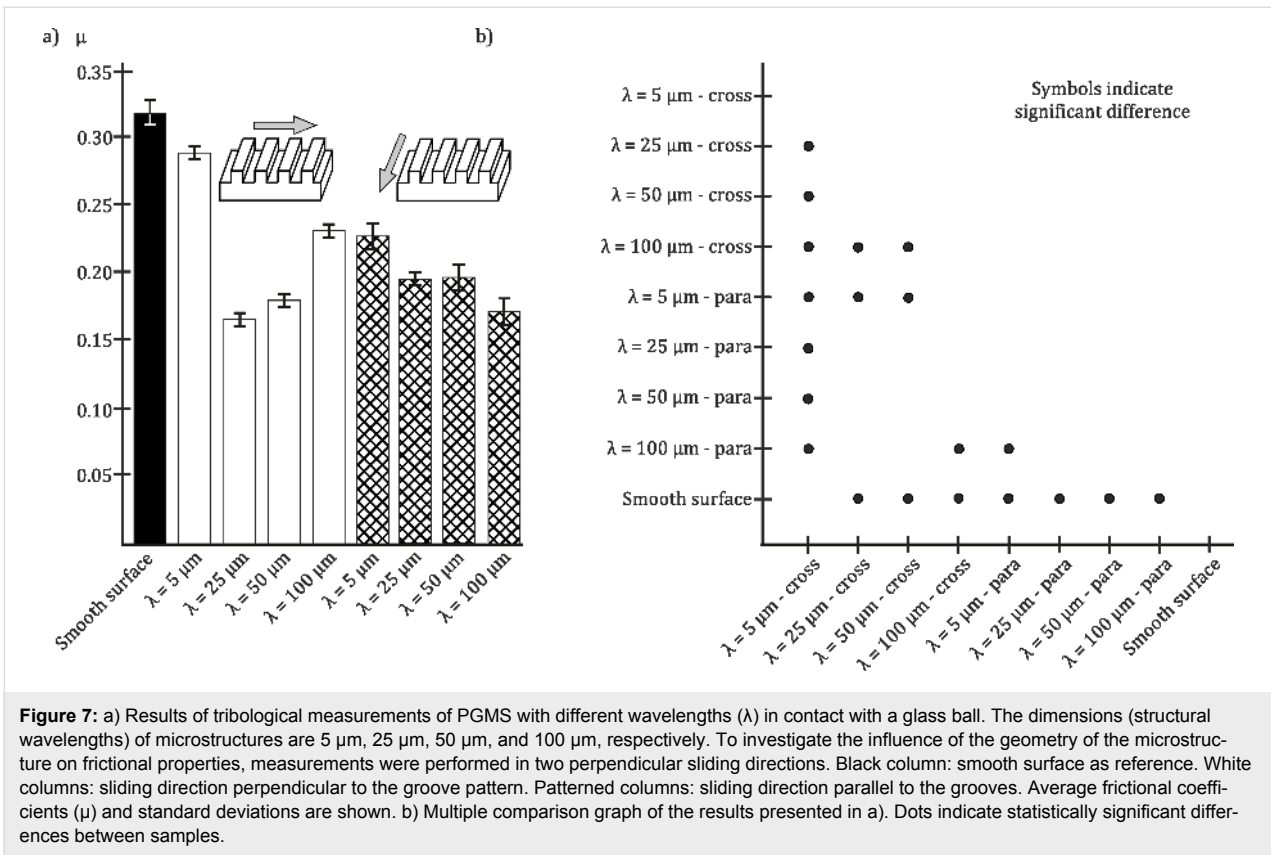 a) μ
0.35
0.30
0.25
0.20
0.15
0.10
0.05
Smooth surface
λ = 5 μm
λ = 25 μm
λ = 50 μm
λ = 100 μm
λ = 5 μm
λ = 25 μm
λ = 50 μm
λ = 100 μm
b)
Symbols indicate
significant difference
λ = 5 μm - cross
λ = 25 μm - cross
λ = 50 μm - cross
λ = 100 μm - cross
λ = 5 μm - para
λ = 25 μm - para
λ = 50 μm - para
λ = 100 μm - para
Smooth surface
λ = 5 μm - cross
λ = 25 μm - cross
λ = 50 μm - cross
λ = 100 μm - cross
λ = 5 μm - para
λ = 25 μm - para
λ = 50 μm - para
λ = 100 μm - para
Smooth surface
Figure 7: a) Results of tribological measurements of PGMS with different wavelengths (λ) in contact with a glass ball. The dimensions (structural
wavelengths) of microstructures are 5 μm, 25 μm, 50 μm, and 100 μm, respectively. To investigate the influence of the geometry of the microstruc-
ture on frictional properties, measurements were performed in two perpendicular sliding directions. Black column: smooth surface as reference. White
columns: sliding direction perpendicular to the groove pattern. Patterned columns: sliding direction parallel to the grooves. Average frictional coeffi-
cients (μ) and standard deviations are shown. b) Multiple comparison graph of the results presented in a). Dots indicate statistically significant differ-
ences between samples.